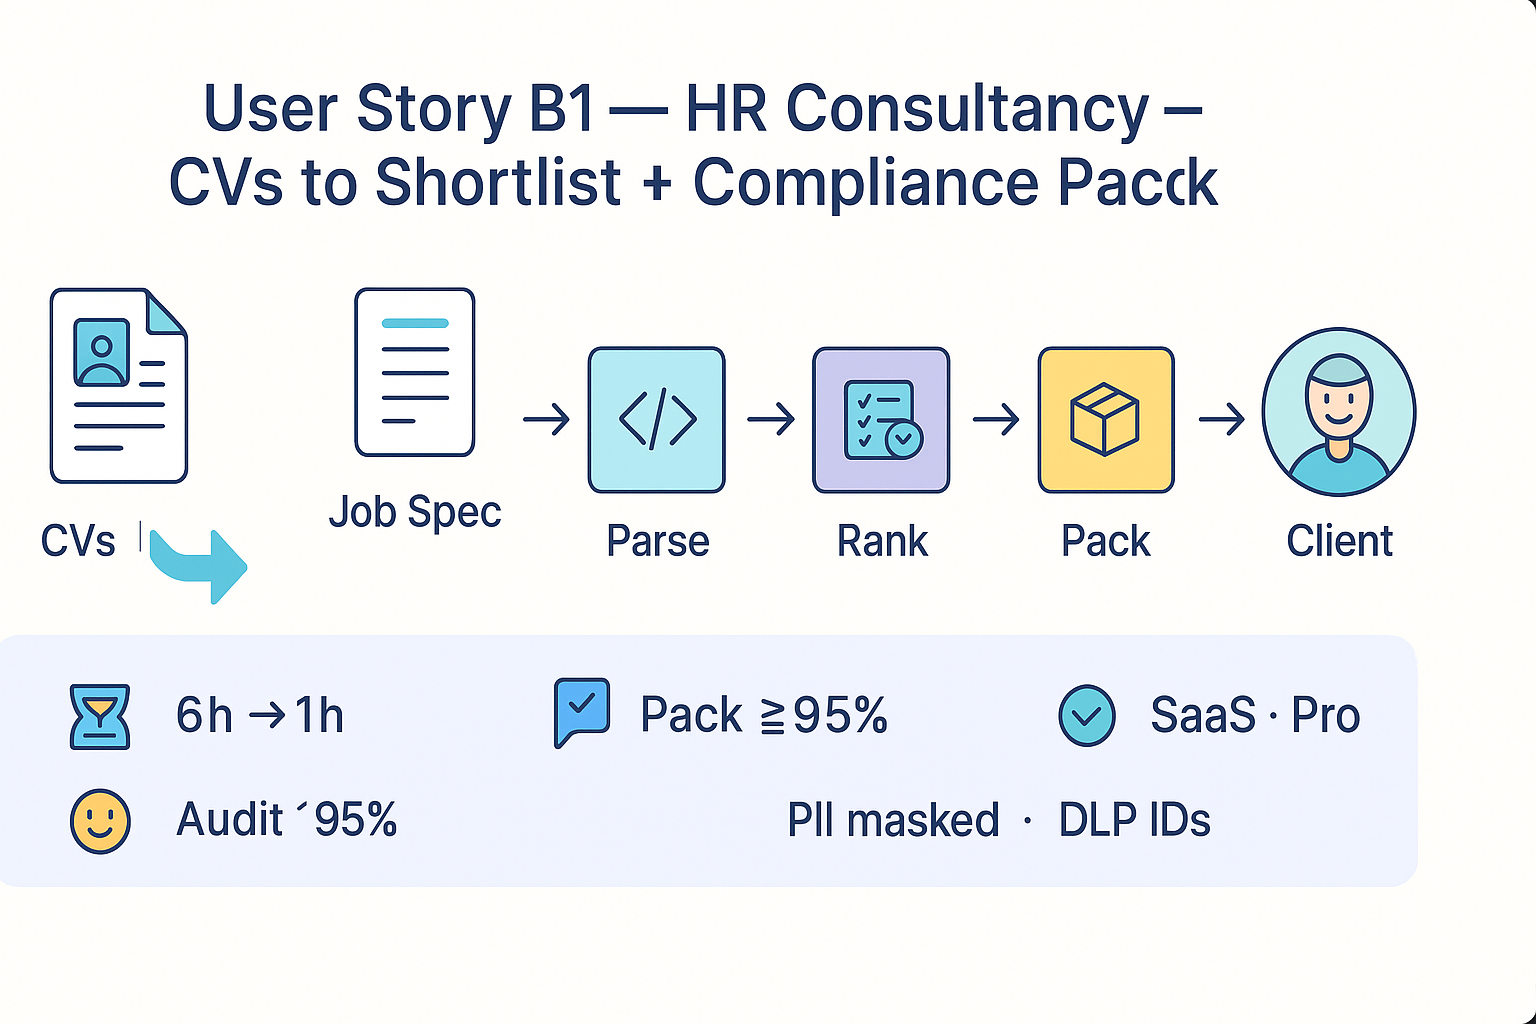 User Story B1 — HR Consultancy –
CVs to Shortlist + Compliance Pacck
CVs
Job Spec
Parse
Rank
Pack
Client
6h → 1h
Pack ≧95%
SaaS · Pro
Audit ´95%
PII masked · DLP IDs